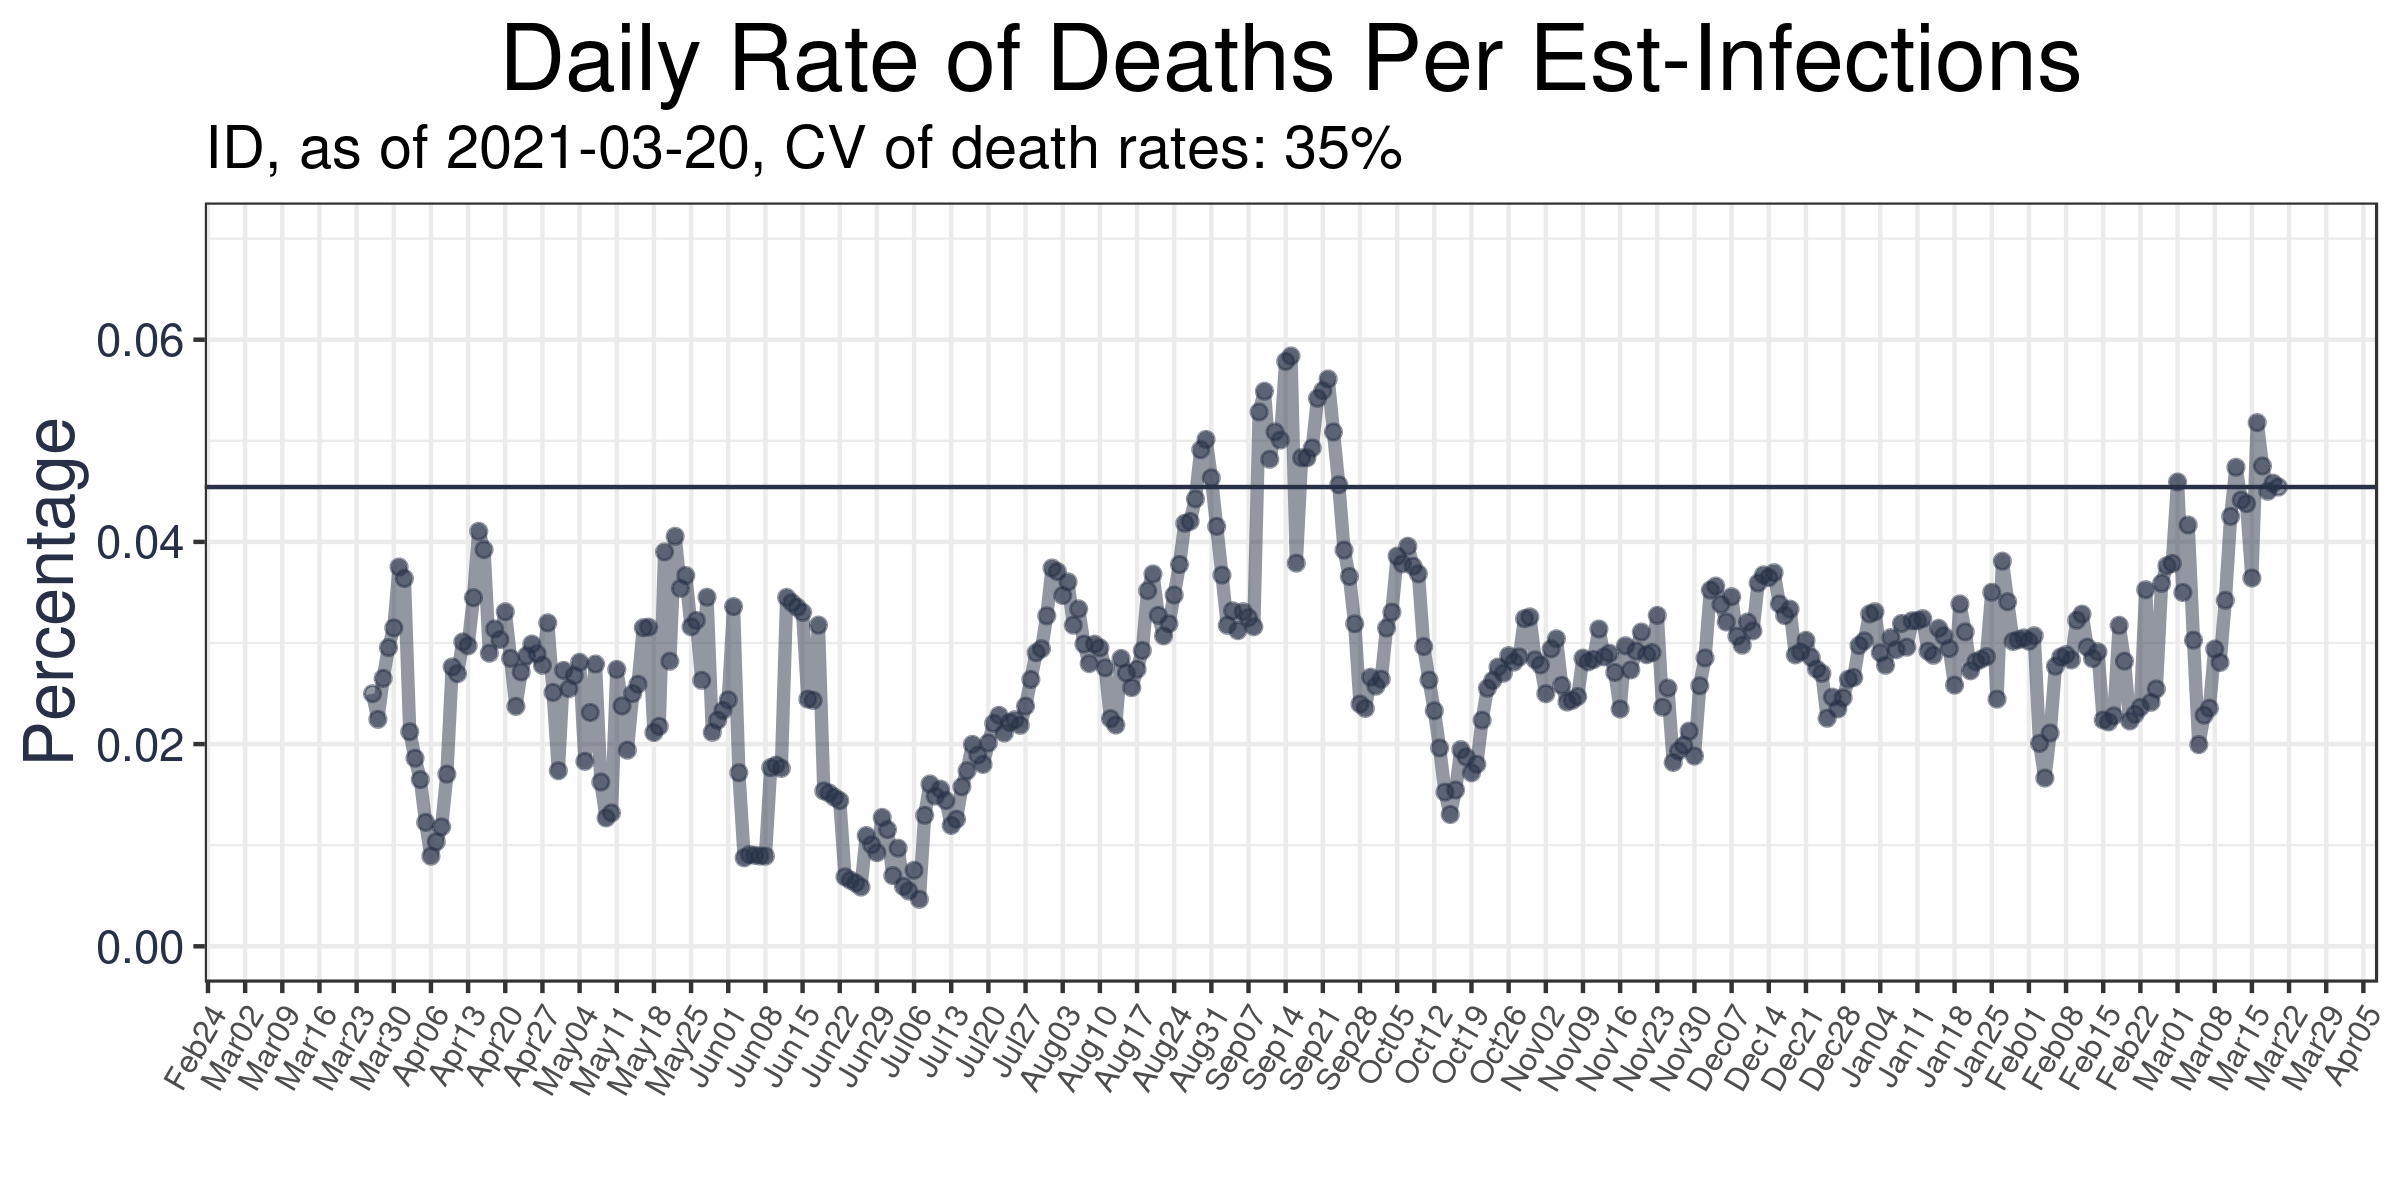 Daily Rate of Deaths Per Est-Infections
ID, as of 2021-03-20, CV of death rates: 35%
Percentage
0.06
0.04
0.02
0.00
Feb24
Mar02
Mar09
Mar16
Mar23
Mar30
Apr06
Apr13
Apr20
Apr27
May04
May11
May18
May25
Jun01
Jun08
Jun15
Jun22
Jun29
Jul06
Jul13
Jul20
Jul27
Aug03
Aug10
Aug17
Aug24
Aug31
Sep07
Sep14
Sep21
Sep28
Oct05
Oct12
Oct19
Oct26
Nov02
Nov09
Nov16
Nov23
Nov30
Dec07
Dec14
Dec21
Dec28
Jan04
Jan11
Jan18
Jan25
Feb01
Feb08
Feb15
Feb22
Mar01
Mar08
Mar15
Mar22
Mar29
Apr05